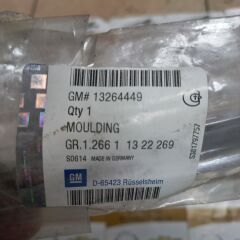 GM# 13264449
Qty 1
MOULDING
GR.1.266 1 13 22 269
S0614 MADE IN GERMANY
GM
D-65423 Rüsselsheim